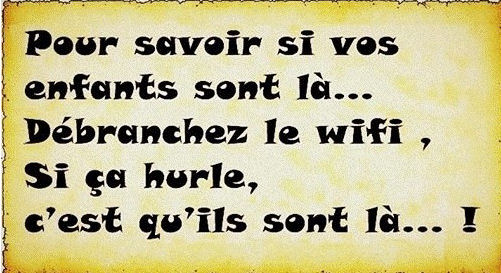 Pour savoir si vos
enfants sont là...
Débranchez le wifi ,
Si ça hurle,
c'est qu'ils sont là... !